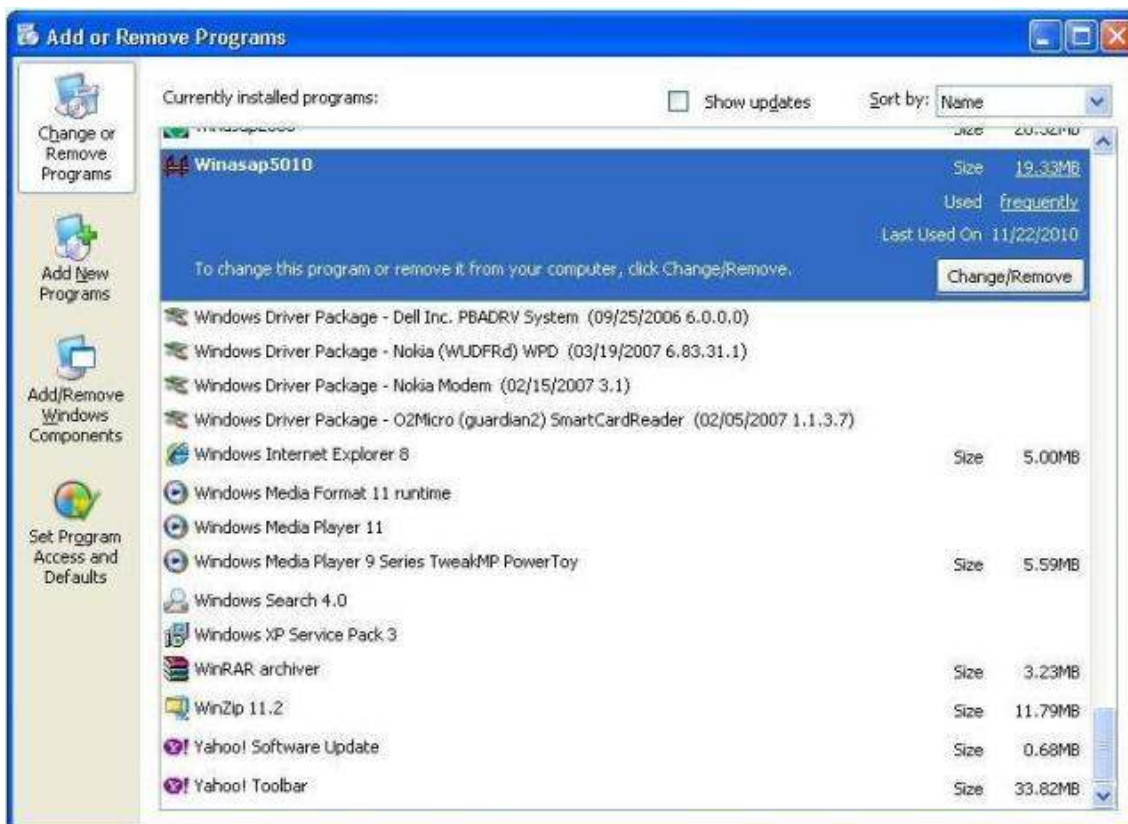 Add or Remove Programs
Change or
Remove
Programs
Add New
Programs
Add/Remove
Windows
Components
Set Program
Access and
Defaults
Currently installed programs:
Show updates
Sort by: Name
Size
Winasap5010 Size 19.33MB
Used frequently
Last Used On 11/22/2010
To change this program or remove it from your computer, click Change/Remove.
Change/Remove
Windows Driver Package - Dell Inc. PBADRV System (09/25/2006 6.0.0.0)
Windows Driver Package - Nokia (WUDFRd) WPD (03/19/2007 6.83.31.1)
Windows Driver Package - Nokia Modem (02/15/2007 3.1)
Windows Driver Package - O2Micro (guardian2) SmartCardReader (02/05/2007 1.1.3.7)
Windows Internet Explorer 8 Size 5.00MB
Windows Media Format 11 runtime
Windows Media Player 11
Windows Media Player 9 Series TweakMP PowerToy Size 5.59MB
Windows Search 4.0
Windows XP Service Pack 3
WinRAR archiver Size 3.23MB
WinZip 11.2 Size 11.79MB
Yahoo! Software Update Size 0.68MB
Yahoo! Toolbar Size 33.82MB